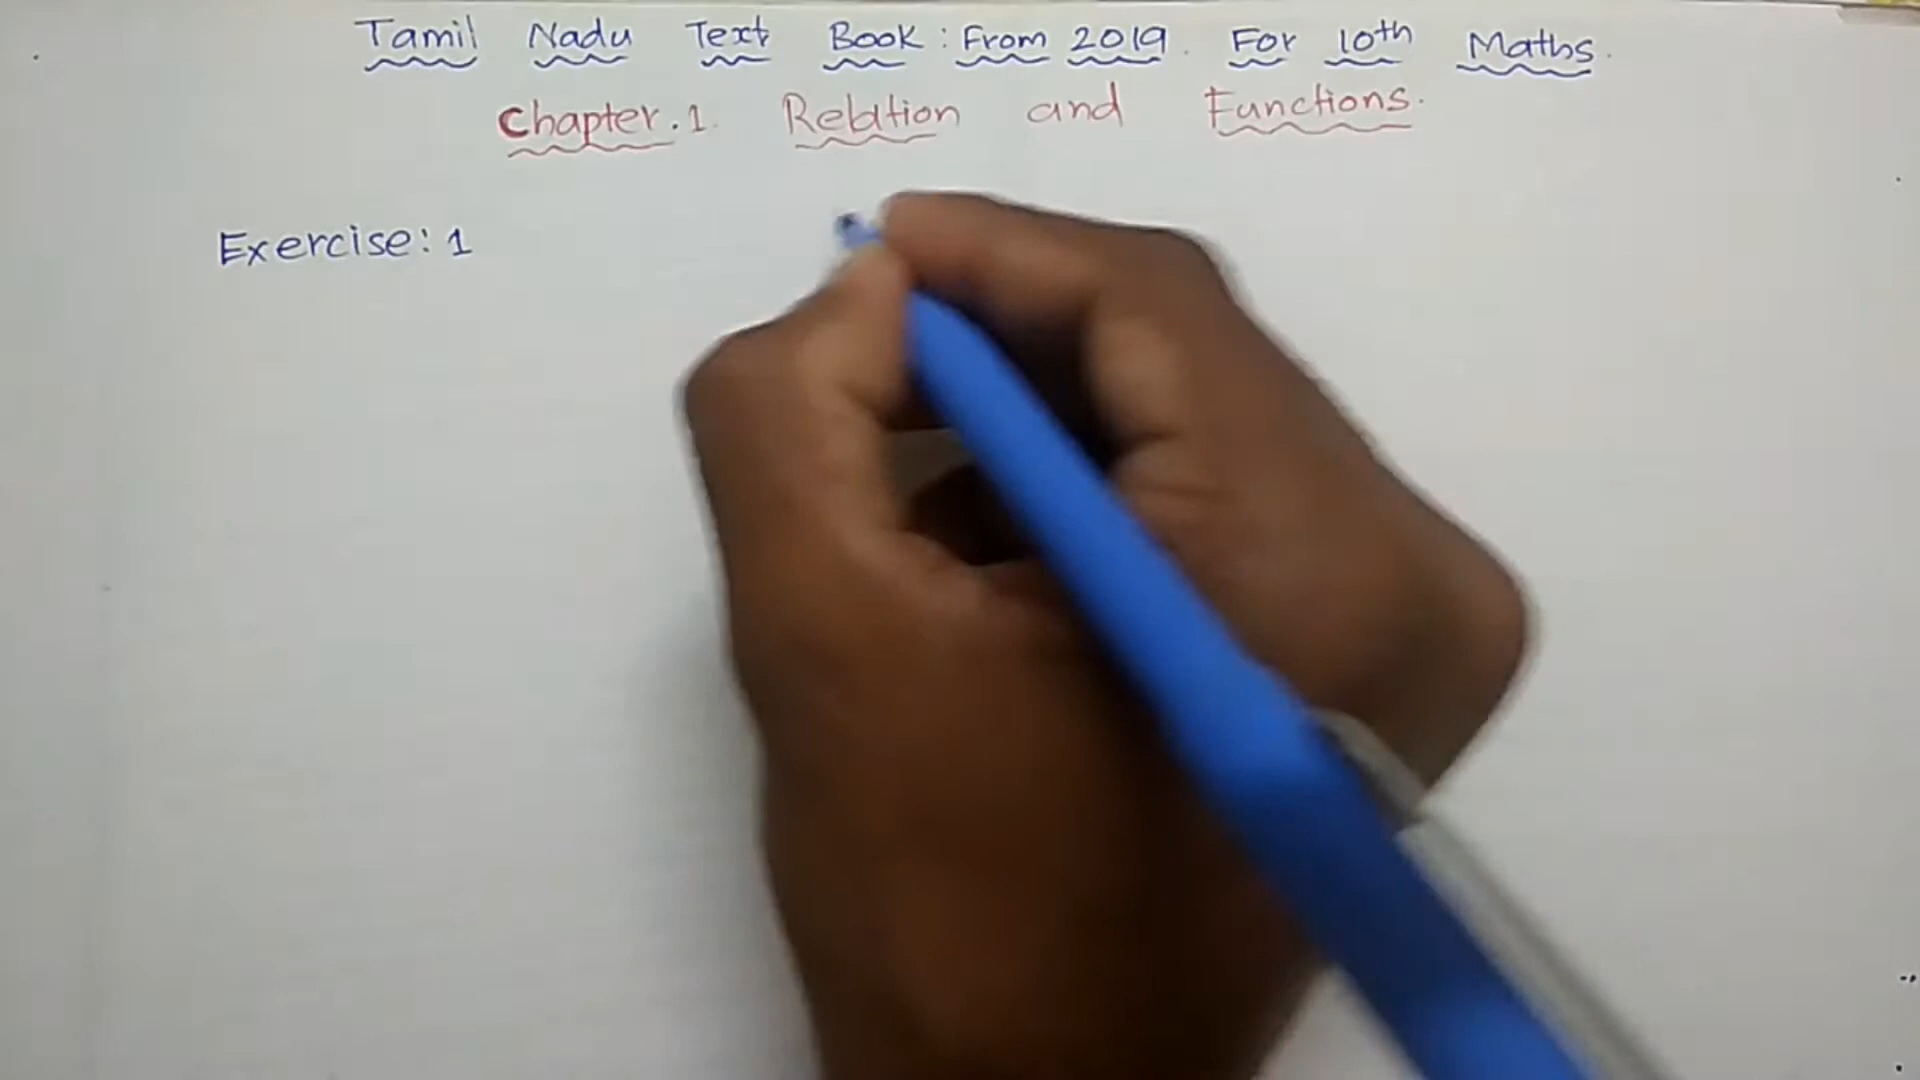 Tamil Nadu Text Book : From 2019. For 10th Maths.
Chapter.1. Relation and Functions.
Exercise: 1